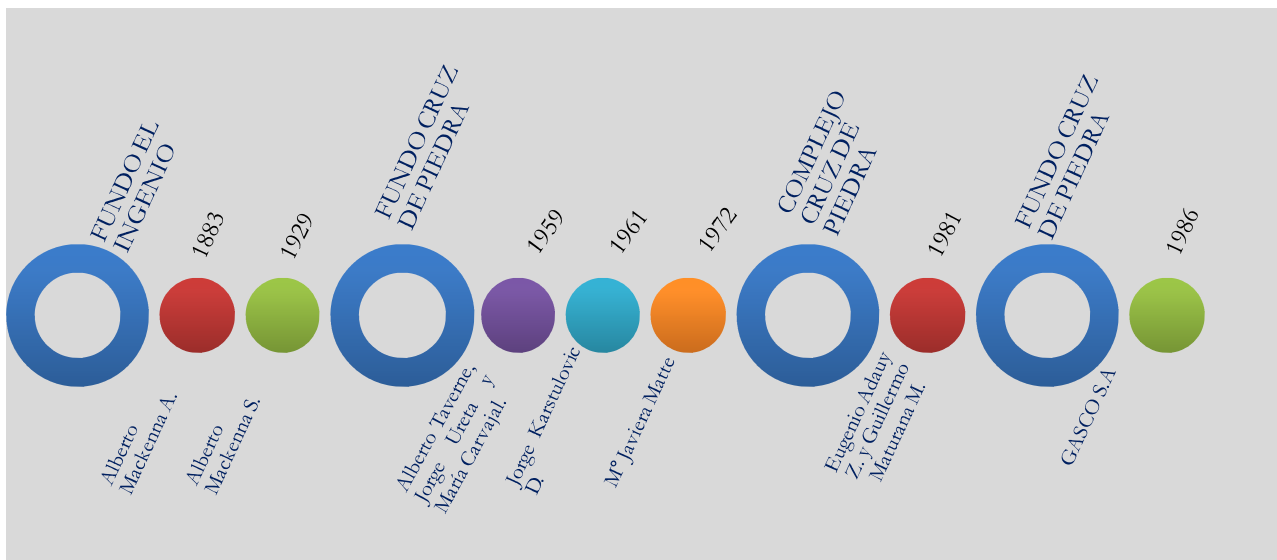 FUNDO EL
INGENIO
1883
Alberto
Mackenna A.
1929
Alberto
Mackenna S.
FUNDO CRUZ
DE PIEDRA
1959
Alberto Taverne,
Jorge Ureta y
María Carvajal.
1961
Jorge Karstulovic
D.
1972
Mº Javiera Matte
COMPLEJO
CRUZ DE
PIEDRA
1981
Eugenio Adauy
Z. y Guillermo
Maturana M.
FUNDO CRUZ
DE PIEDRA
1986
GASCO S.A